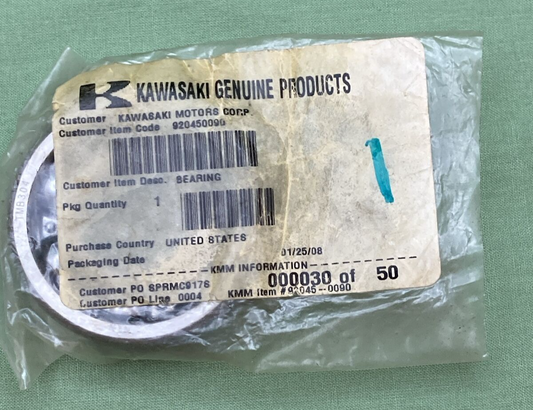 K KAWASAKI GENUINE PRODUCTS
Customer KAWASAKI MOTORS CORP.
Customer Item Code 920450090
Customer Item Desc. BEARING
Pkg Quantity 1
Purchase Country UNITED STATES
Packaging Date 01/25/08
KMM INFORMATION
Customer PO SPRMC9176 000030 of 50
Customer PO Line 0004 KMM Item #92045-0090